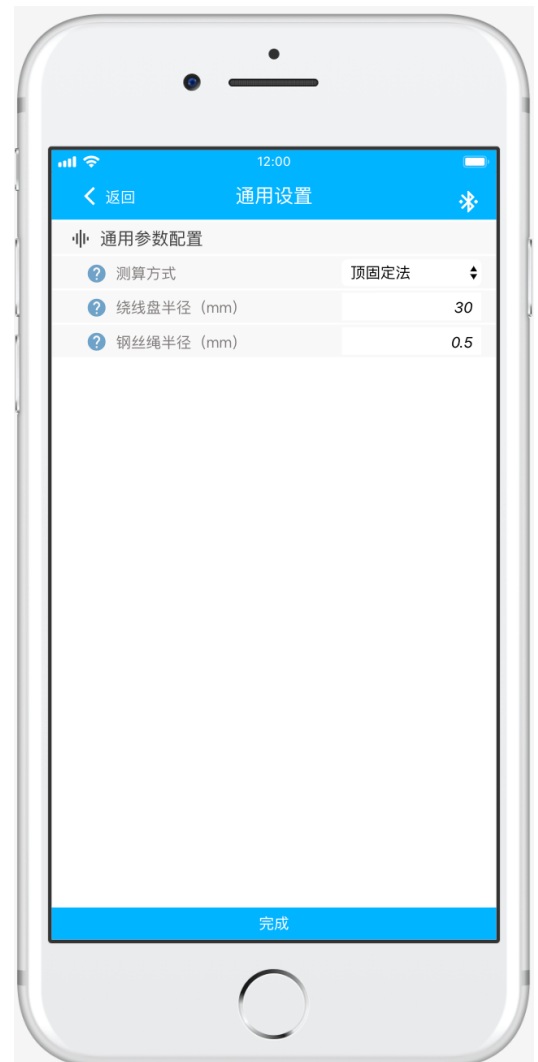 12:00
返回 通用设置
通用参数配置
? 测算方式 顶固定法
? 绕线盘半径（mm） 30
? 钢丝绳半径（mm） 0.5
完成